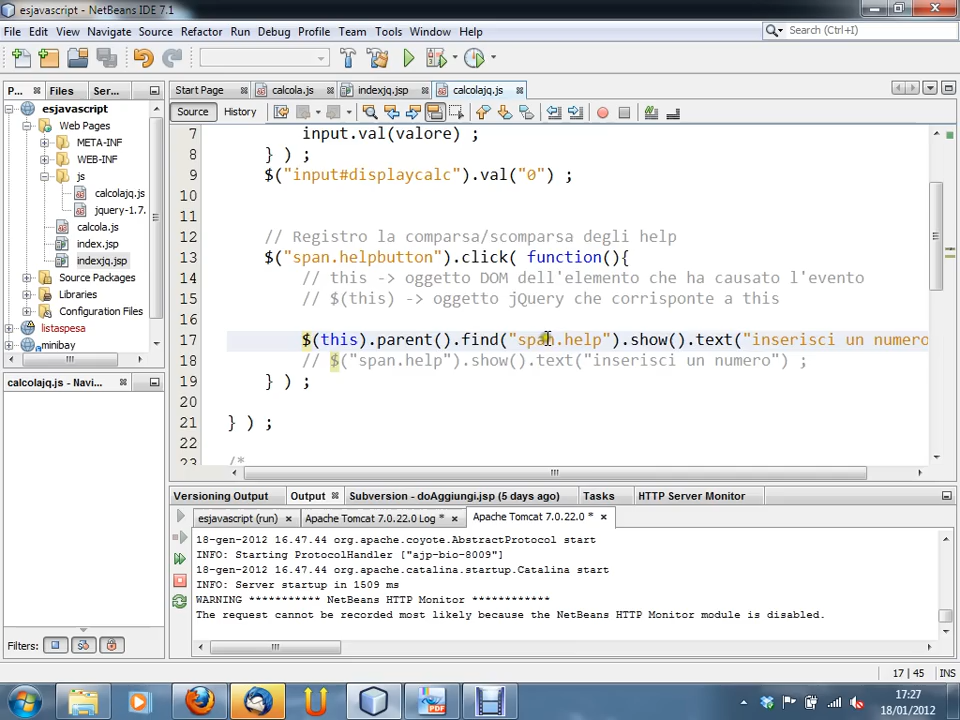 esjavascript - NetBeans IDE 7.1
File Edit View Navigate Source Refactor Run Debug Profile Team Tools Window Help
Search (Ctrl+I)
P... Files Ser...
Start Page calcola.js indexjq.jsp calcolajq.js
Source History
esjavascript
Web Pages
META-INF
WEB-INF
js
calcolajq.js
jquery-1.7.
calcola.js
index.jsp
indexjq.jsp
Source Packages
Libraries
Configuration Files
listaspesa
minibay
calcolajq.js - Navigator
7 input.val(valore) ;
8 } ) ;
9 $("input#displaycalc").val("0") ;
10
11
12 // Registro la comparsa/scomparsa degli help
13 $("span.helpbutton").click( function(){
14 // this -> oggetto DOM dell'elemento che ha causato l'evento
15 // $(this) -> oggetto jQuery che corrisponte a this
16
17 $(this).parent().find("span.help").show().text("inserisci un numero
18 // $("span.help").show().text("inserisci un numero") ;
19 } ) ;
20
21 } ) ;
22
23 /*
Versioning Output Output Subversion - doAggiungi.jsp (5 days ago) Tasks HTTP Server Monitor
esjavascript (run) Apache Tomcat 7.0.22.0 Log * Apache Tomcat 7.0.22.0 *
18-gen-2012 16.47.44 org.apache.coyote.AbstractProtocol start
INFO: Starting ProtocolHandler ["ajp-bio-8009"]
18-gen-2012 16.47.44 org.apache.catalina.startup.Catalina start
INFO: Server startup in 1509 ms
WARNING *********** NetBeans HTTP Monitor ************
The request cannot be recorded most likely because the NetBeans HTTP Monitor module is disabled.
Filters:
17 | 45 INS
17:27
18/01/2012